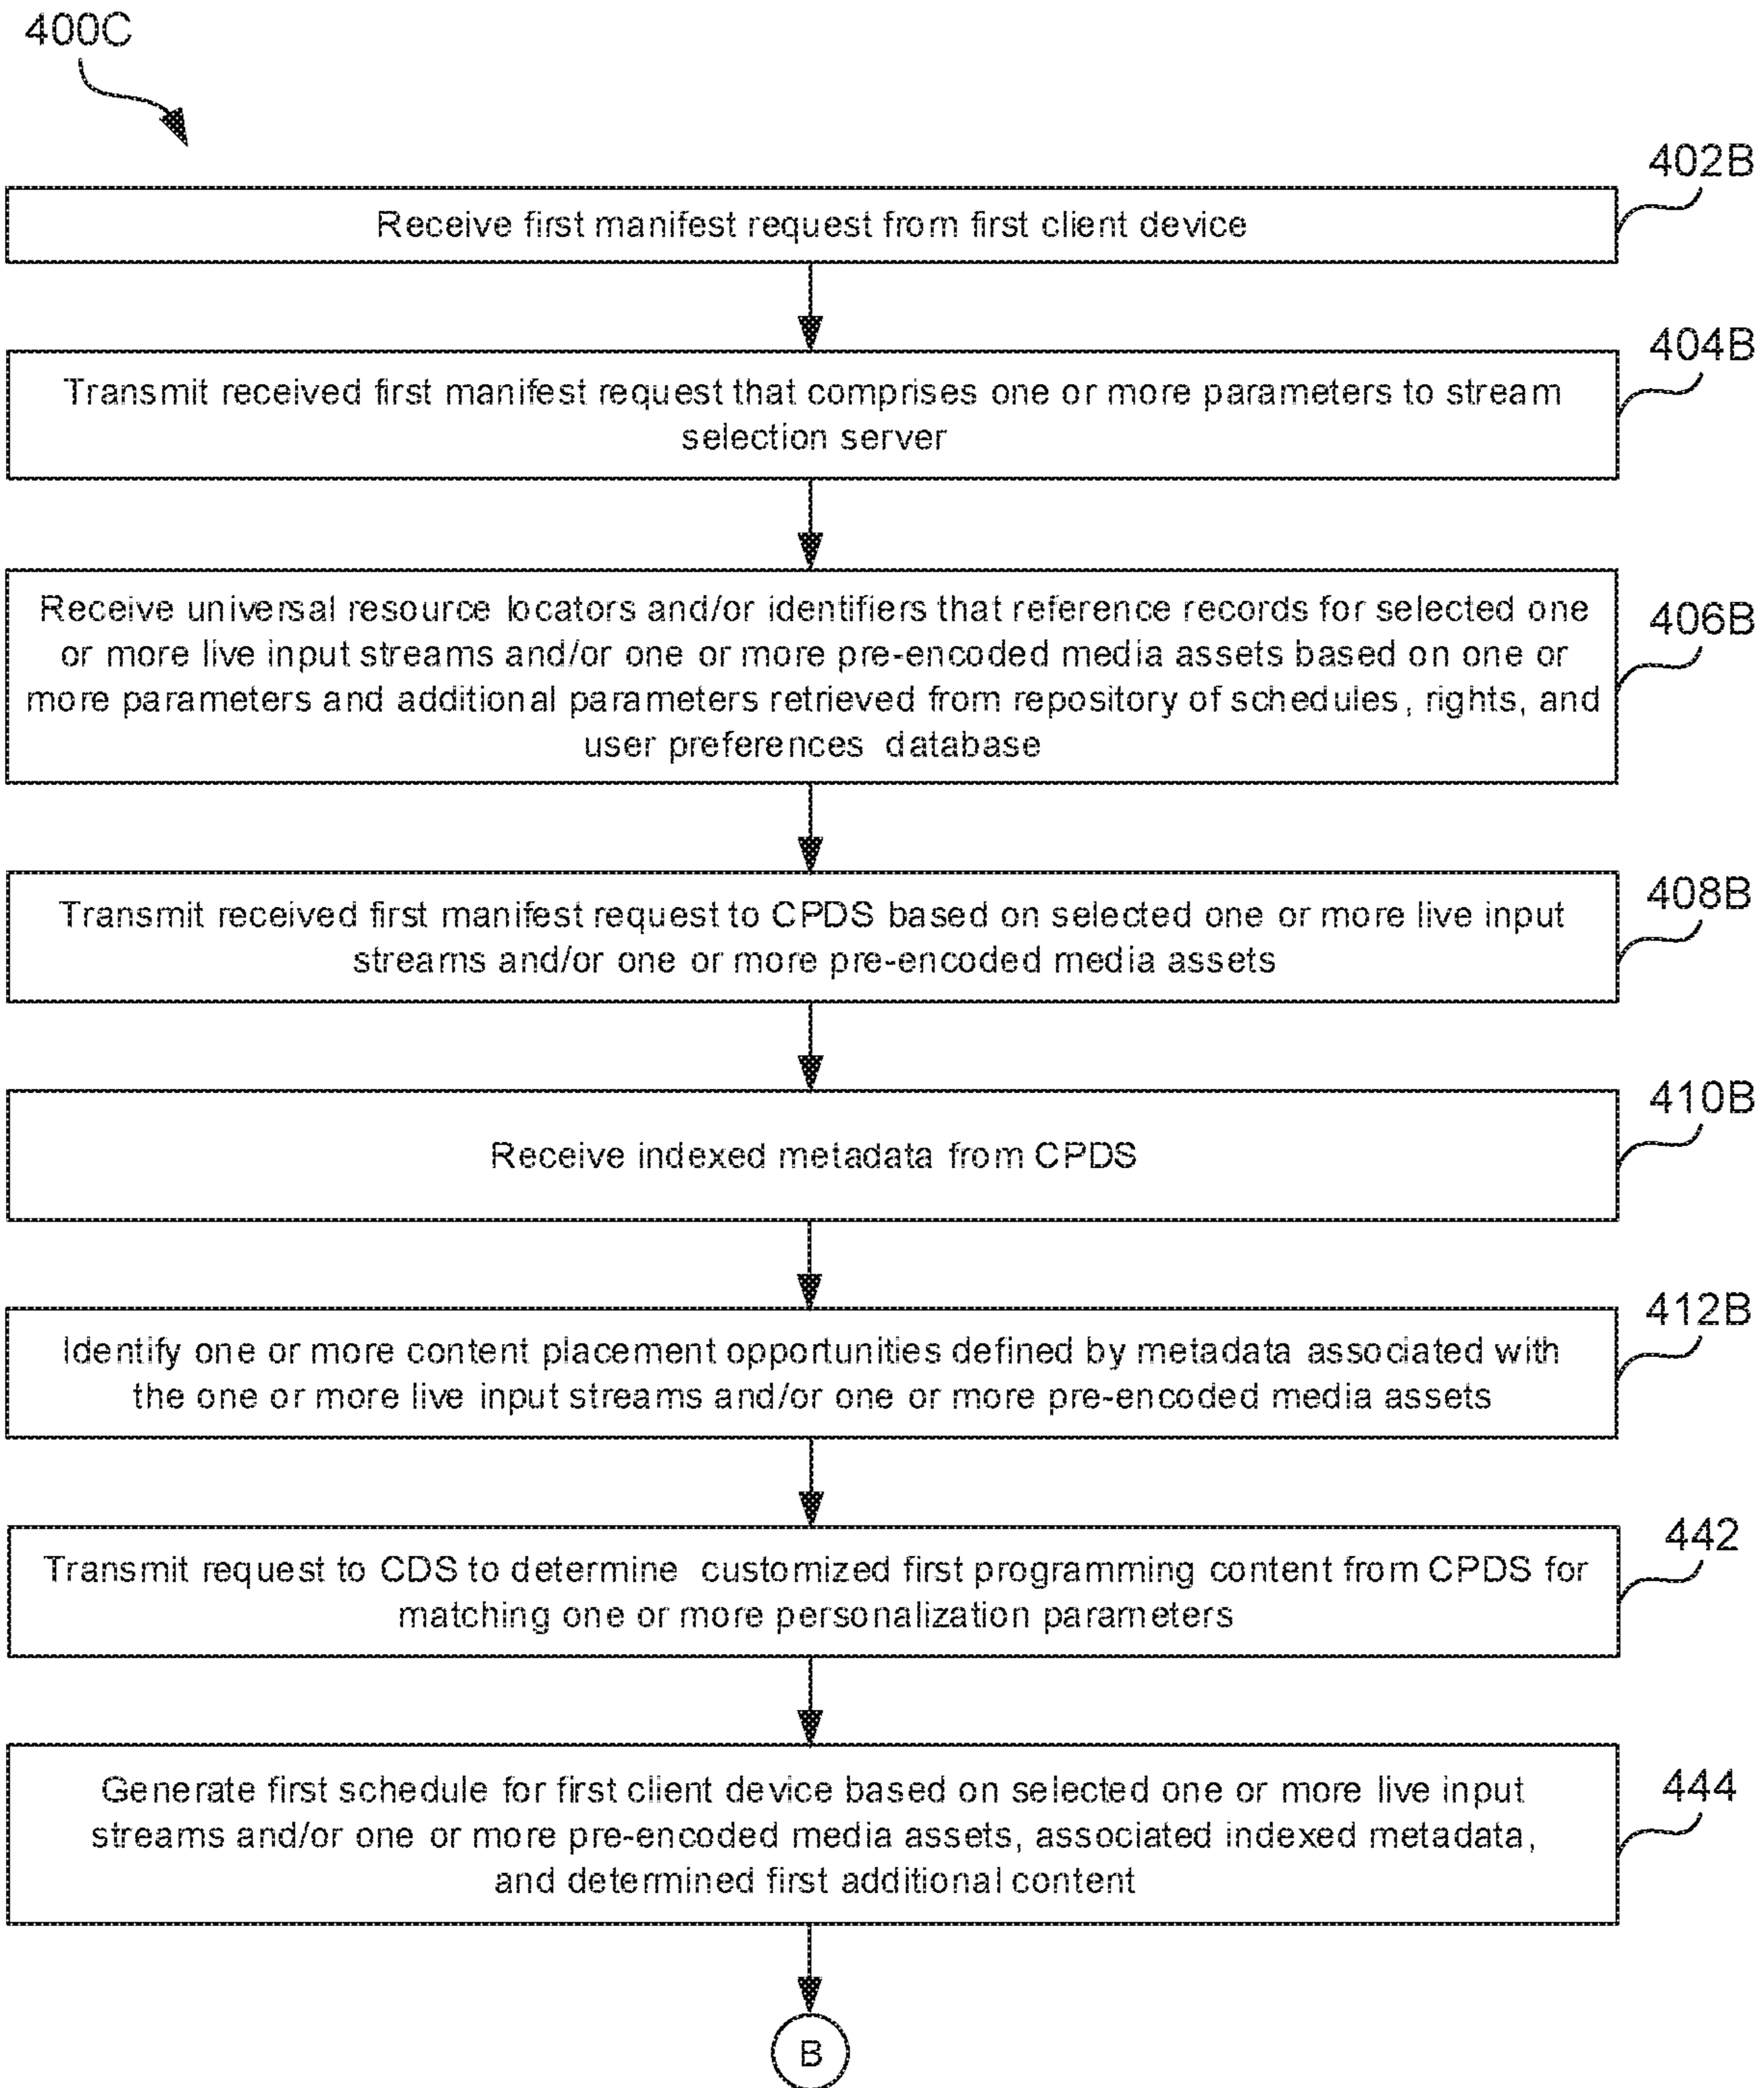 400C
402B
Receive first manifest request from first client device
404B
Transmit received first manifest request that comprises one or more parameters to stream
selection server
406B
Receive universal resource locators and/or identifiers that reference records for selected one
or more live input streams and/or one or more pre-encoded media assets based on one or
more parameters and additional parameters retrieved from repository of schedules, rights, and
user preferences database
408B
Transmit received first manifest request to CPDS based on selected one or more live input
streams and/or one or more pre-encoded media assets
410B
Receive indexed metadata from CPDS
412B
Identify one or more content placement opportunities defined by metadata associated with
the one or more live input streams and/or one or more pre-encoded media assets
442
Transmit request to CDS to determine customized first programming content from CPDS for
matching one or more personalization parameters
444
Generate first schedule for first client device based on selected one or more live input
streams and/or one or more pre-encoded media assets, associated indexed metadata,
and determined first additional content
B